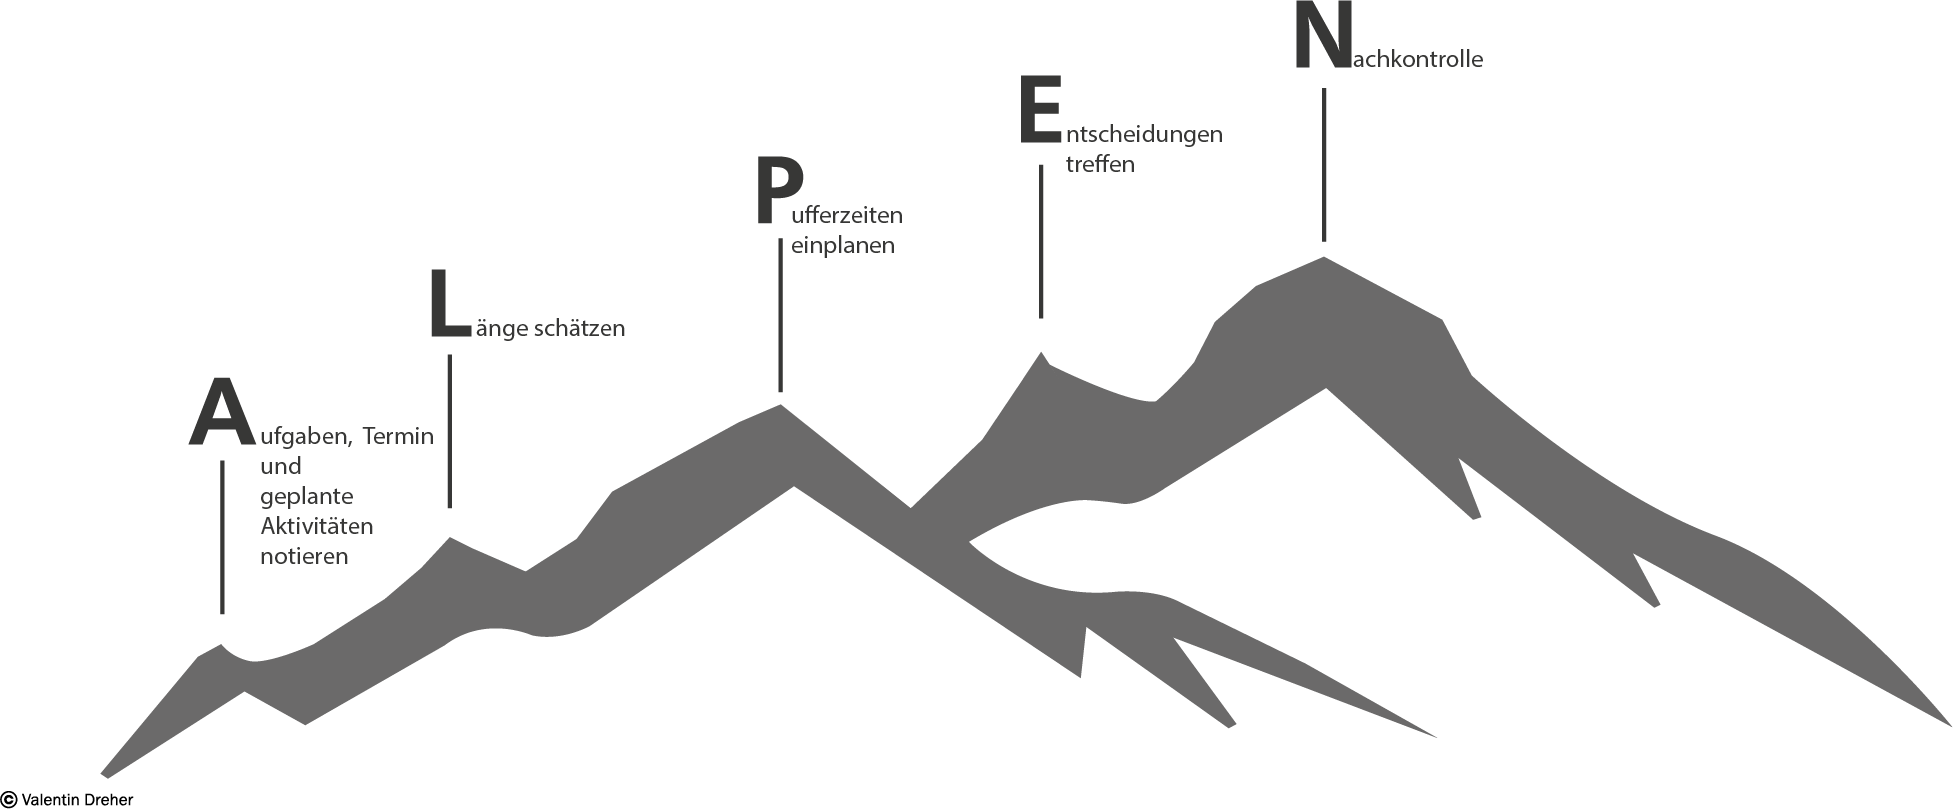 Aufgaben, Termin
und
geplante
Aktivitäten
notieren
Länge schätzen
Pufferzeiten
einplanen
Entscheidungen
treffen
Nachkontrolle
© Valentin Dreher